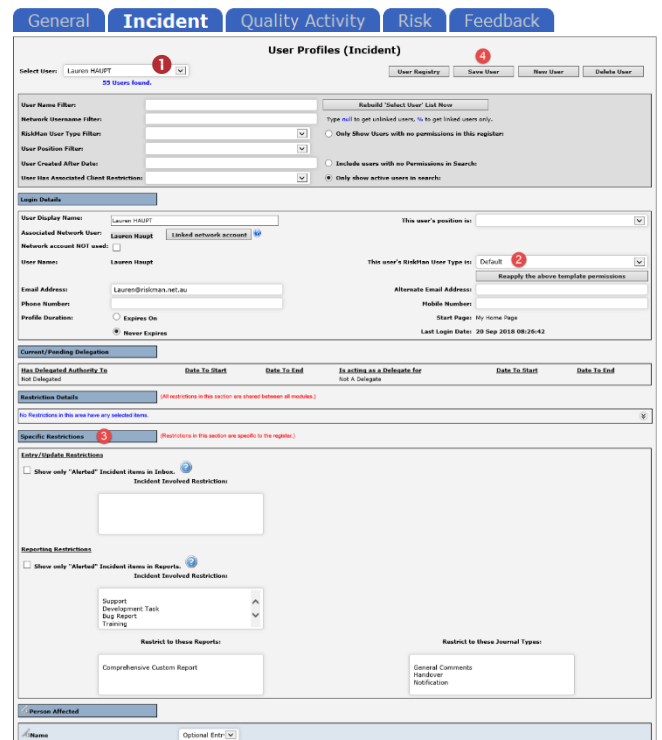 General Incident Quality Activity Risk Feedback
User Profiles (Incident)
4
Select User: Lauren HAUPT 1
User Registry Save User New User Delete User
55 Users found.
User Name Filter: Rebuild 'Select User' List Now
Network Username Filter: Type null to get unlinked users, % to get linked users only.
RiskMan User Type Filter: Only Show Users with no permissions in this register:
User Position Filter:
User Created After Date: Include users with no Permissions in Search:
User Has Associated Client Restriction: Only show active users in search:
Login Details
User Display Name: Lauren HAUPT This user's position is:
Associated Network User: Lauren Haupt Linked network account
Network account NOT used:
User Name: Lauren Haupt This user's RiskMan User Type is: Default 2
Reapply the above template permissions
Email Address: Lauren@riskman.net.au Alternate Email Address:
Phone Number: Mobile Number:
Profile Duration: Expires On Start Page: My Home Page
Never Expires Last Login Date: 20 Sep 2018 08:26:42
Current/Pending Delegation
Has Delegated Authority To Date To Start Date To End Is acting as a Delegate for Date To Start Date To End
Not Delegated Not A Delegate
Restriction Details (All restrictions in this section are shared between all modules.)
No Restrictions in this area have any selected items.
Specific Restrictions 3 (Restrictions in this section are specific to the register.)
Entry/Update Restrictions
Show only "Alerted" Incident items in Inbox. ?
Incident Involved Restriction:
Reporting Restrictions
Show only "Alerted" Incident items in Reports. ?
Incident Involved Restriction:
Support
Development Task
Bug Report
Training
Restrict to these Reports: Restrict to these Journal Types:
Comprehensive Custom Report General Comments
Handover
Notification
Person Affected
Name Optional Entr